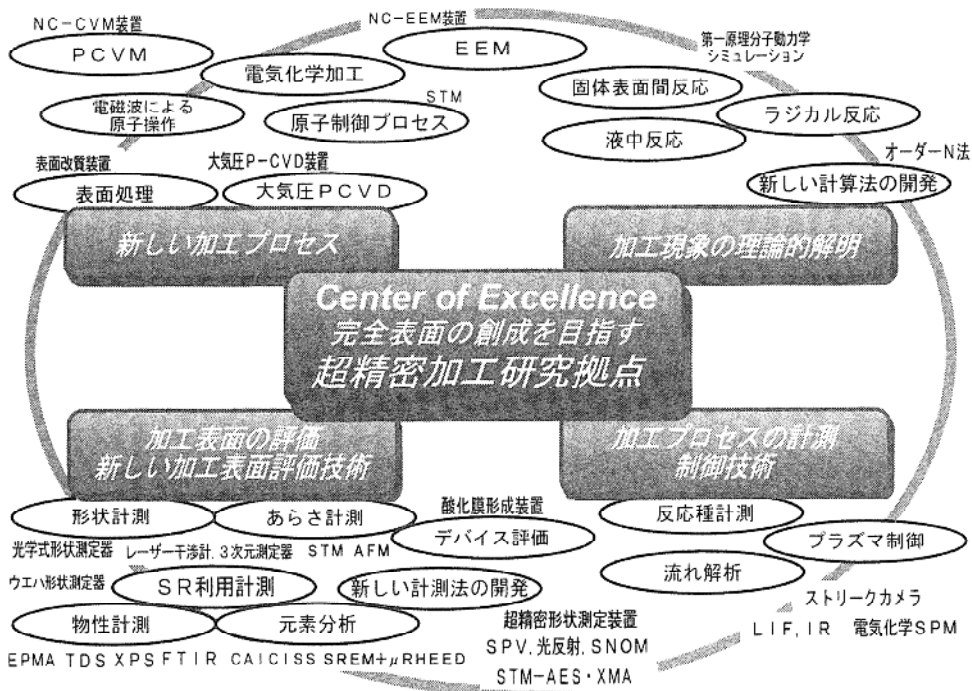 NC-CVM装置
PCVM
NC-EEM装置
EEM
電気化学加工
電磁波による
原子操作
STM
原子制御プロセス
表面改質装置
表面処理
大気圧P-CVD装置
大気圧PCVD
第一原理分子動力学
シミュレーション
固体表面間反応
ラジカル反応
液中反応
オーダーN法
新しい計算法の開発
新しい加工プロセス
加工現象の理論的解明
Center of Excellence
完全表面の創成を目指す
超精密加工研究拠点
加工表面の評価
新しい加工表面評価技術
加工プロセスの計測
制御技術
形状計測
あらさ計測
酸化膜形成装置
デバイス評価
光学式形状測定器
レーザー干渉計,3次元測定器
STM AFM
ウエハ形状測定器
SR利用計測
新しい計測法の開発
物性計測
元素分析
超精密形状測定装置
SPV,光反射,SNOM
STM-AES・XMA
EPMA TDS XPS FTIR CAICISS SREM+μRHEED
反応種計測
プラズマ制御
流れ解析
ストリークカメラ
LIF,IR 電気化学SPM